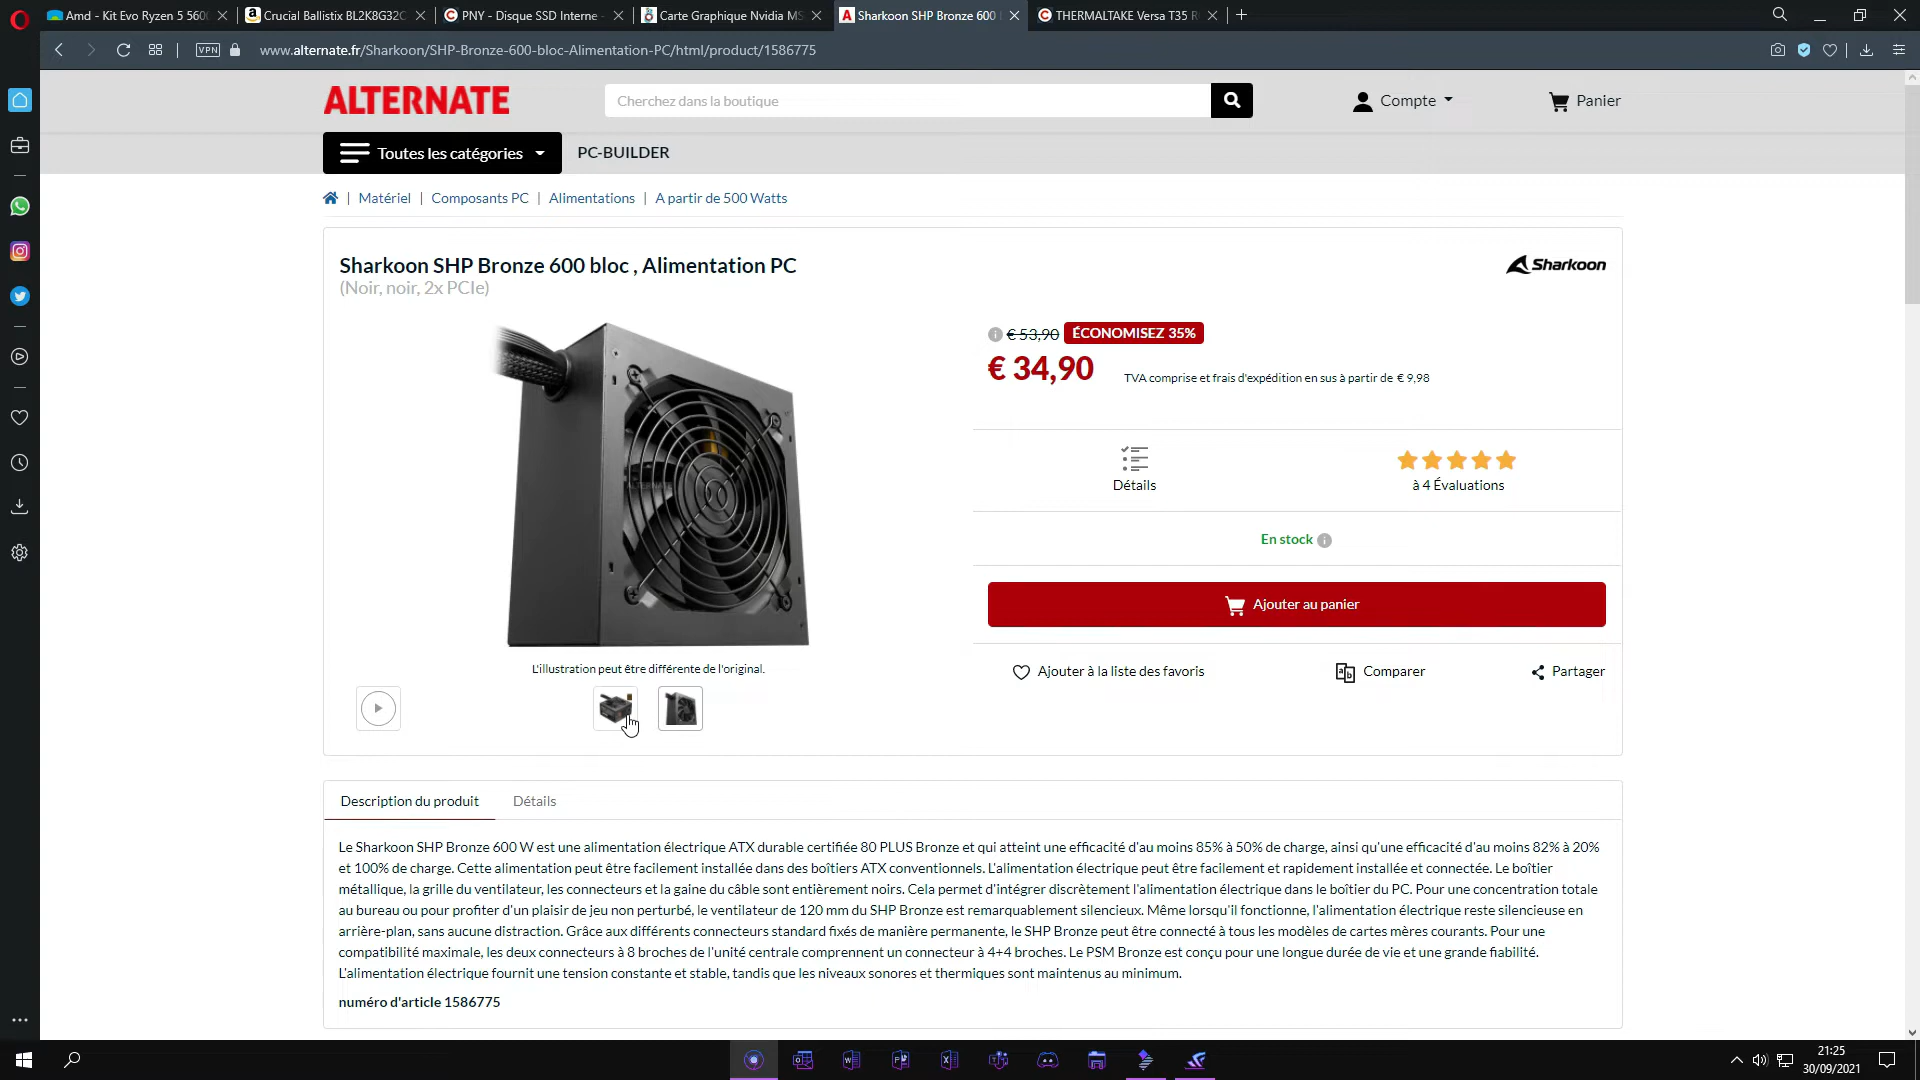 Amd - Kit Evo Ryzen 5 560
Crucial Ballistix BL2K8G32C
PNY - Disque SSD Interne -
Carte Graphique Nvidia MS
Sharkoon SHP Bronze 600
THERMALTAKE Versa T35 R
VPN
www.alternate.fr/Sharkoon/SHP-Bronze-600-bloc-Alimentation-PC/html/product/1586775
ALTERNATE
Cherchez dans la boutique
Compte
Panier
Toutes les catégories
PC-BUILDER
| Matériel | Composants PC | Alimentations | A partir de 500 Watts
Sharkoon SHP Bronze 600 bloc , Alimentation PC
(Noir, noir, 2x PCIe)
Sharkoon
€ 53,90 ÉCONOMISEZ 35%
€ 34,90 TVA comprise et frais d'expédition en sus à partir de € 9,98
Détails
à 4 Évaluations
En stock
Ajouter au panier
Ajouter à la liste des favoris
Comparer
Partager
ALTERNATE
L'illustration peut être différente de l'original.
Description du produit
Détails
Le Sharkoon SHP Bronze 600 W est une alimentation électrique ATX durable certifiée 80 PLUS Bronze et qui atteint une efficacité d'au moins 85% à 50% de charge, ainsi qu'une efficacité d'au moins 82% à 20%
et 100% de charge. Cette alimentation peut être facilement installée dans des boîtiers ATX conventionnels. L'alimentation électrique peut être facilement et rapidement installée et connectée. Le boîtier
métallique, la grille du ventilateur, les connecteurs et la gaine du câble sont entièrement noirs. Cela permet d'intégrer discrètement l'alimentation électrique dans le boîtier du PC. Pour une concentration totale
au bureau ou pour profiter d'un plaisir de jeu non perturbé, le ventilateur de 120 mm du SHP Bronze est remarquablement silencieux. Même lorsqu'il fonctionne, l'alimentation électrique reste silencieuse en
arrière-plan, sans aucune distraction. Grâce aux différents connecteurs standard fixés de manière permanente, le SHP Bronze peut être connecté à tous les modèles de cartes mères courants. Pour une
compatibilité maximale, les deux connecteurs à 8 broches de l'unité centrale comprennent un connecteur à 4+4 broches. Le PSM Bronze est conçu pour une longue durée de vie et une grande fiabilité.
L'alimentation électrique fournit une tension constante et stable, tandis que les niveaux sonores et thermiques sont maintenus au minimum.
numéro d'article 1586775
21:25
30/09/2021